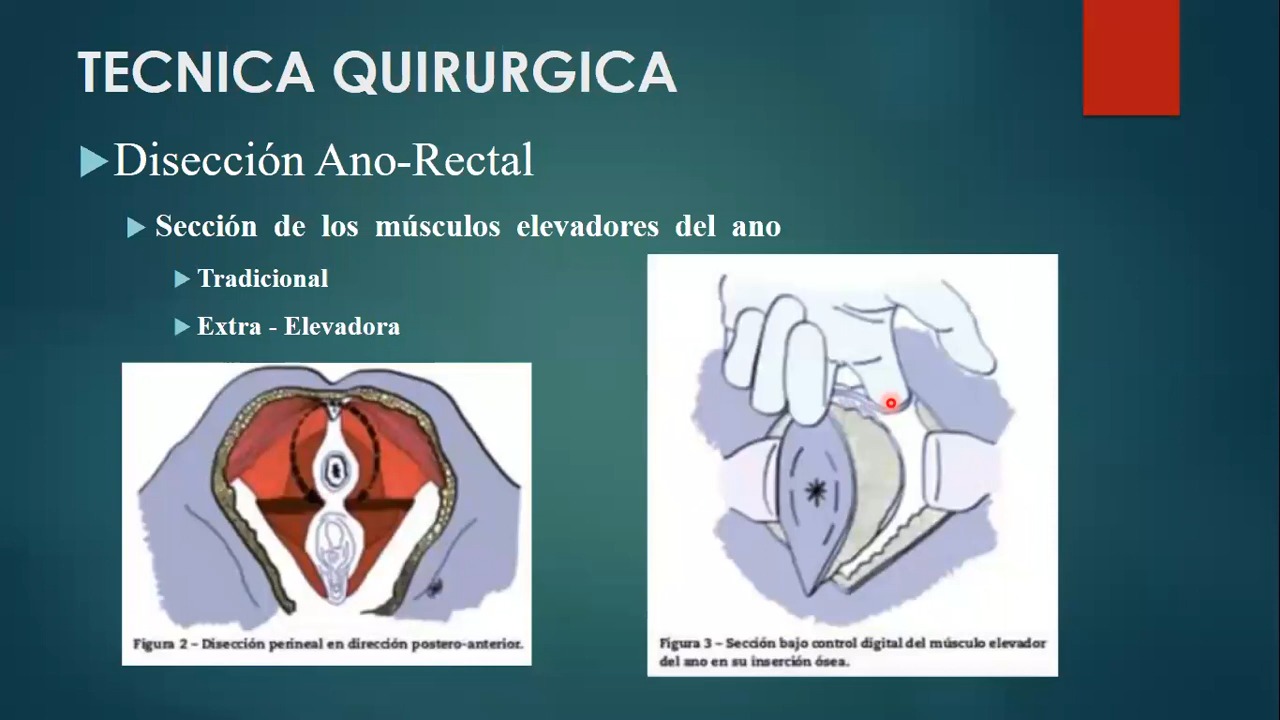 TECNICA QUIRURGICA
Disección Ano-Rectal
Sección de los músculos elevadores del ano
Tradicional
Extra - Elevadora
Figura 2 – Disección perineal en dirección postero-anterior.
Figura 3 – Sección bajo control digital del músculo elevador
del ano en su inserción ósea.